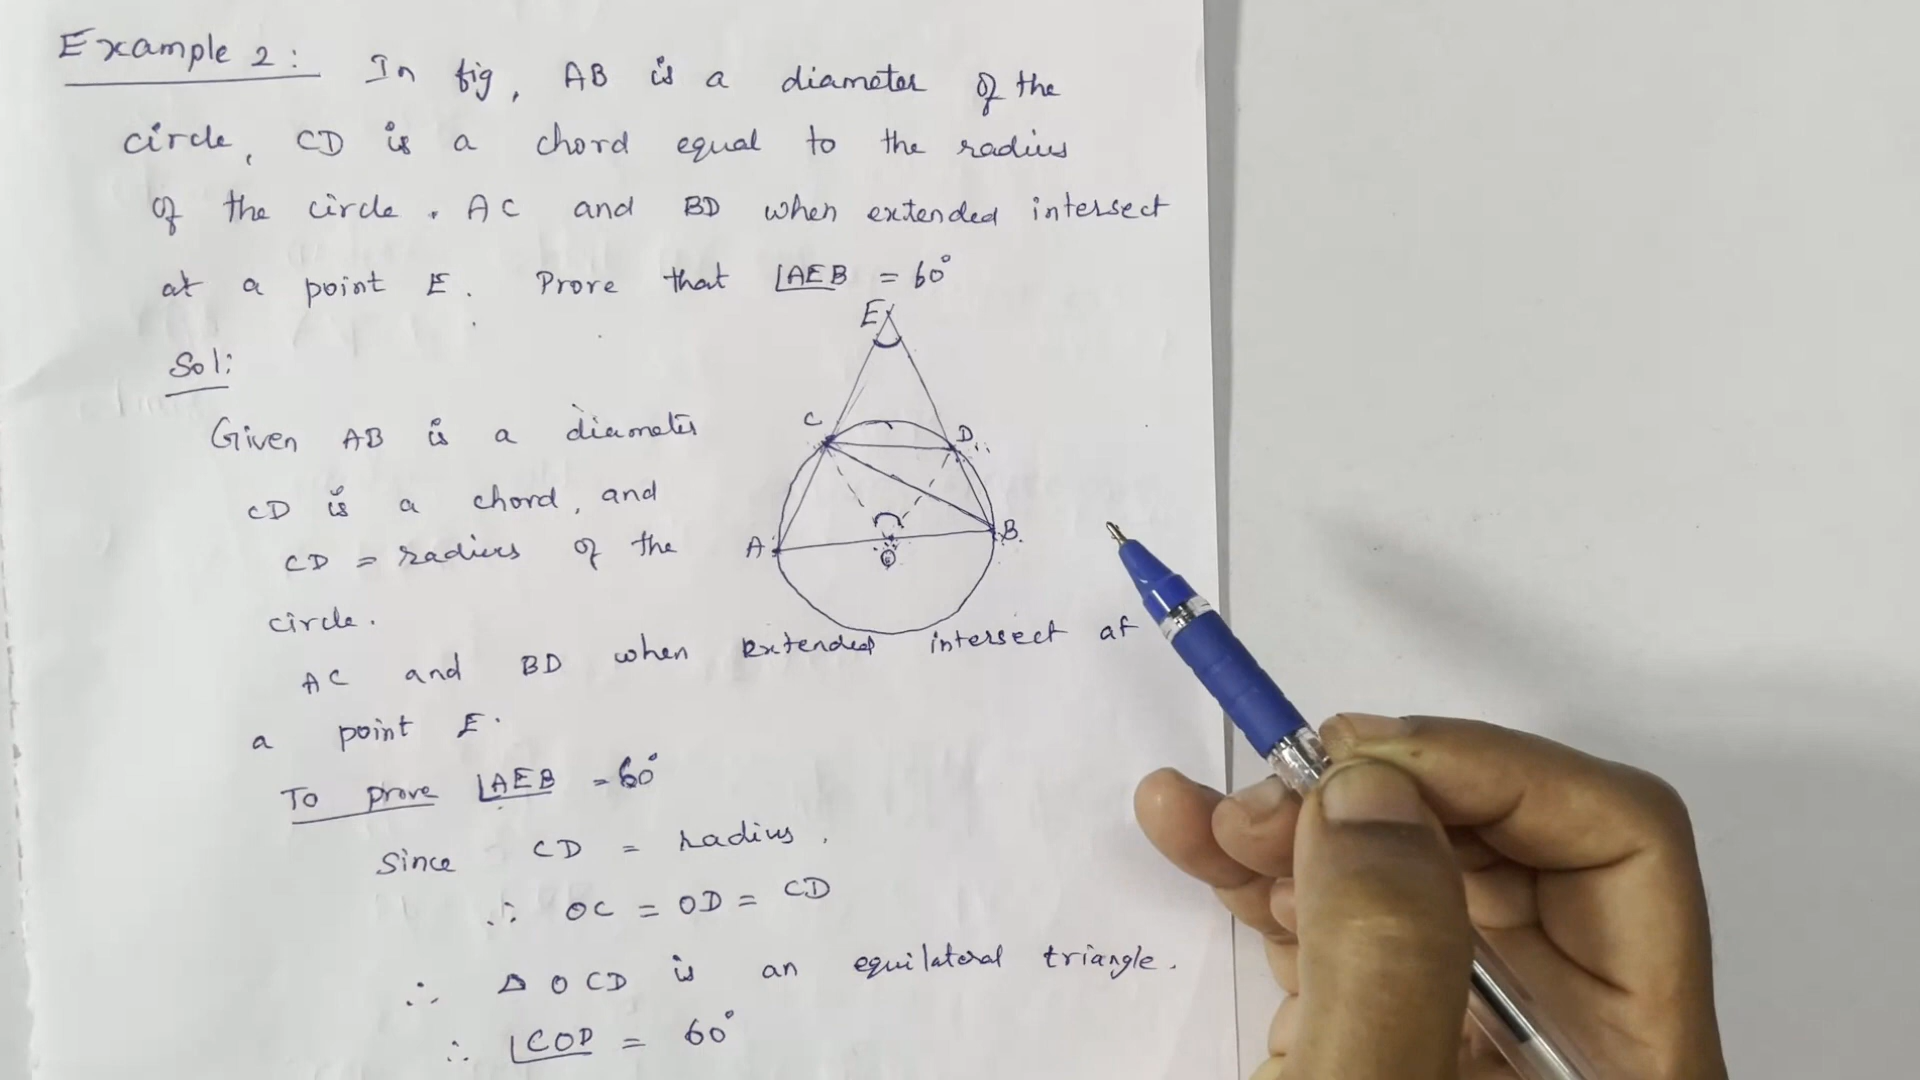 Example 2: In fig, AB is a diameter of the
circle, CD is a chord equal to the radius
of the circle. AC and BD when extended intersect
at a point E. Prove that ∠AEB = 60°
E
Sol:
C
D
Given AB is a diameter
CD is a chord, and
A
B
O
CD = radius of the
circle.
AC and BD when extended intersect at
a point E.
To prove ∠AEB = 60°
Since CD = radius.
∴ OC = OD = CD
∴ △OCD is an equilateral triangle.
∴ ∠COD = 60°